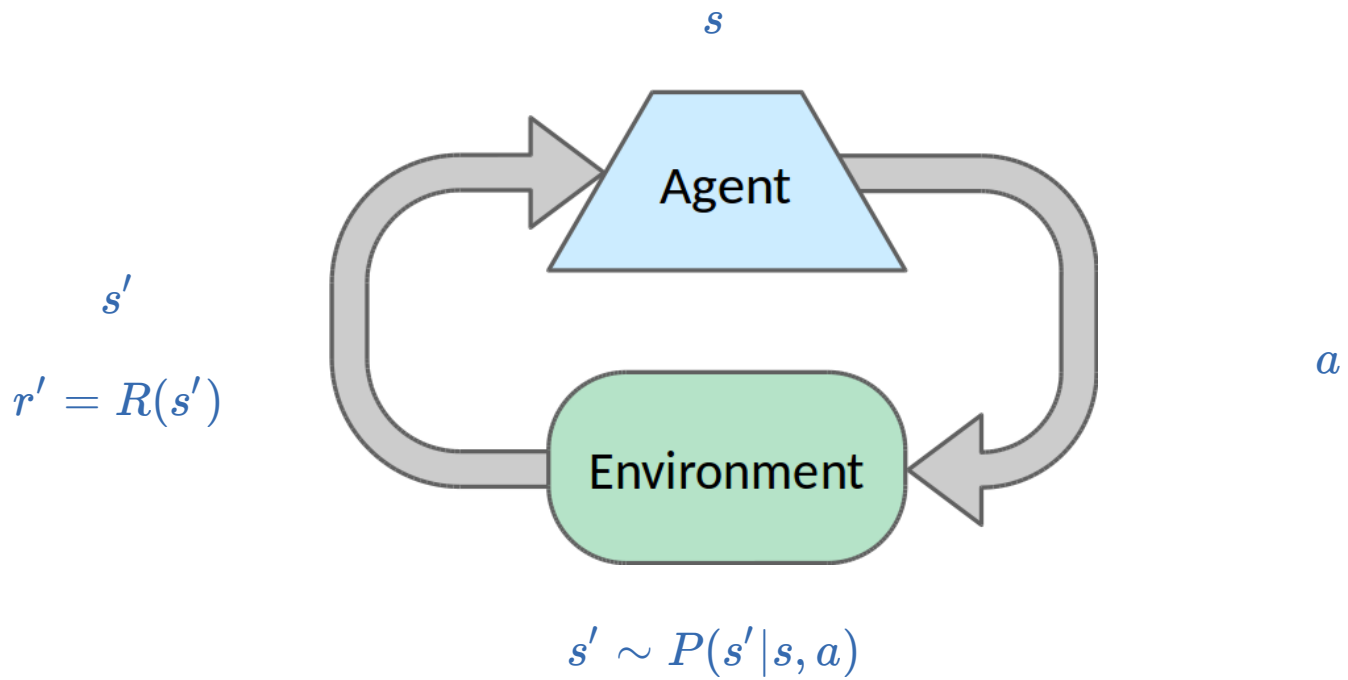 s
Agent
s′
a
r′ = R(s′)
Environment
s′ ∼ P(s′|s, a)